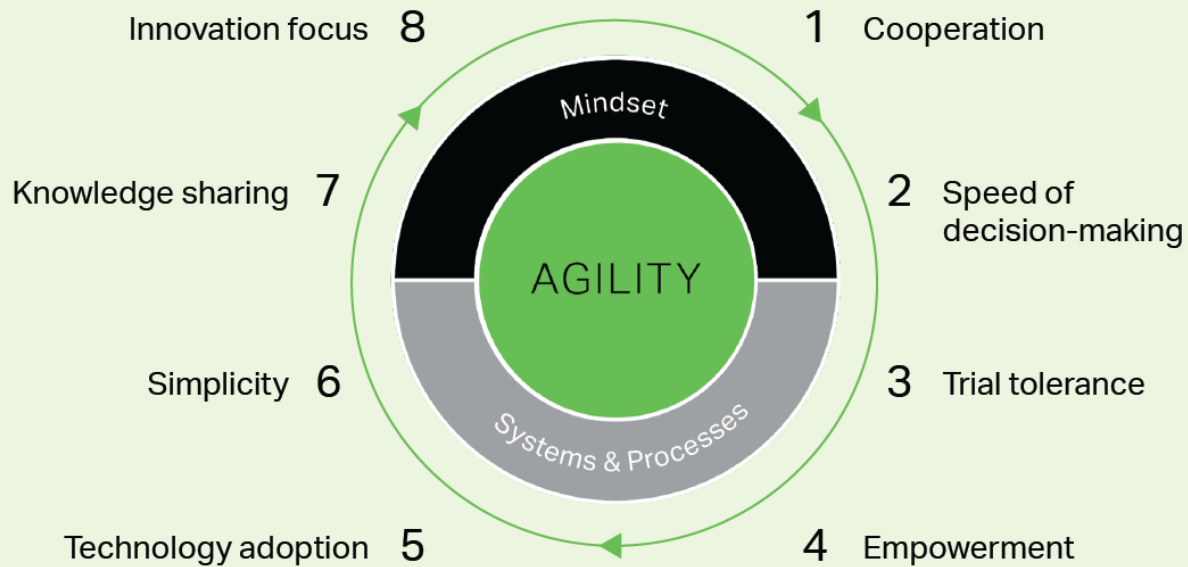 Innovation focus 8
1 Cooperation
Mindset
Knowledge sharing 7
2 Speed of
decision-making
AGILITY
Simplicity 6
3 Trial tolerance
Systems & Processes
Technology adoption 5
4 Empowerment